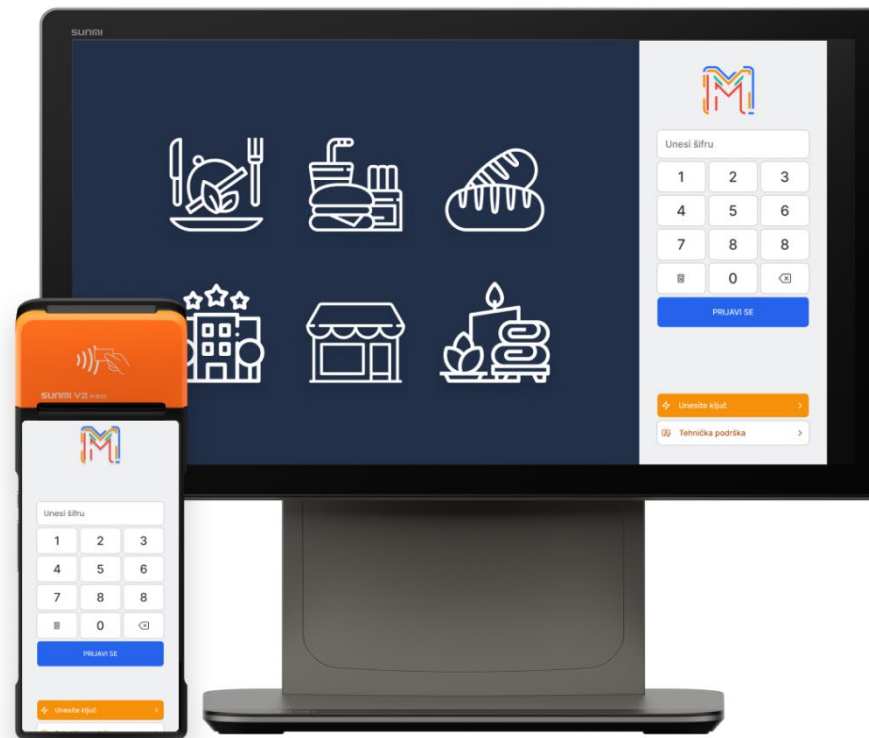 SUNMI
M
Unesi šifru
1 2 3
4 5 6
7 8 8
0
PRIJAVI SE
Unesite ključ
Tehnička podrška
SUNMI V2 PRO
M
Unesi šifru
1 2 3
4 5 6
7 8 8
0
PRIJAVI SE
Unesite ključ